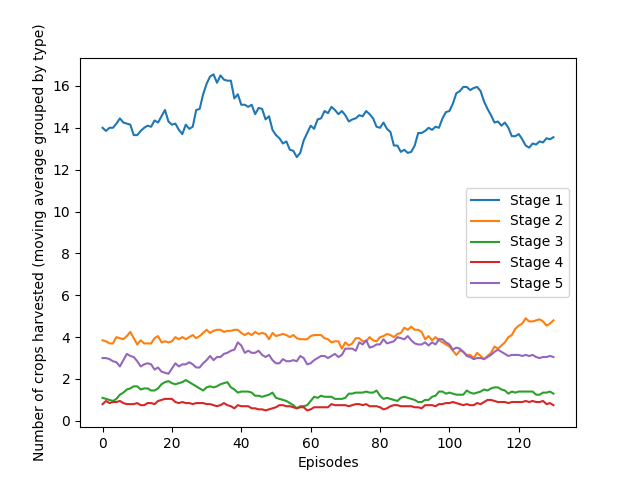 Number of crops harvested (moving average grouped by type)
16
14
12
10
8
6
4
2
0
0
20
40
60
80
100
120
Episodes
Stage 1
Stage 2
Stage 3
Stage 4
Stage 5